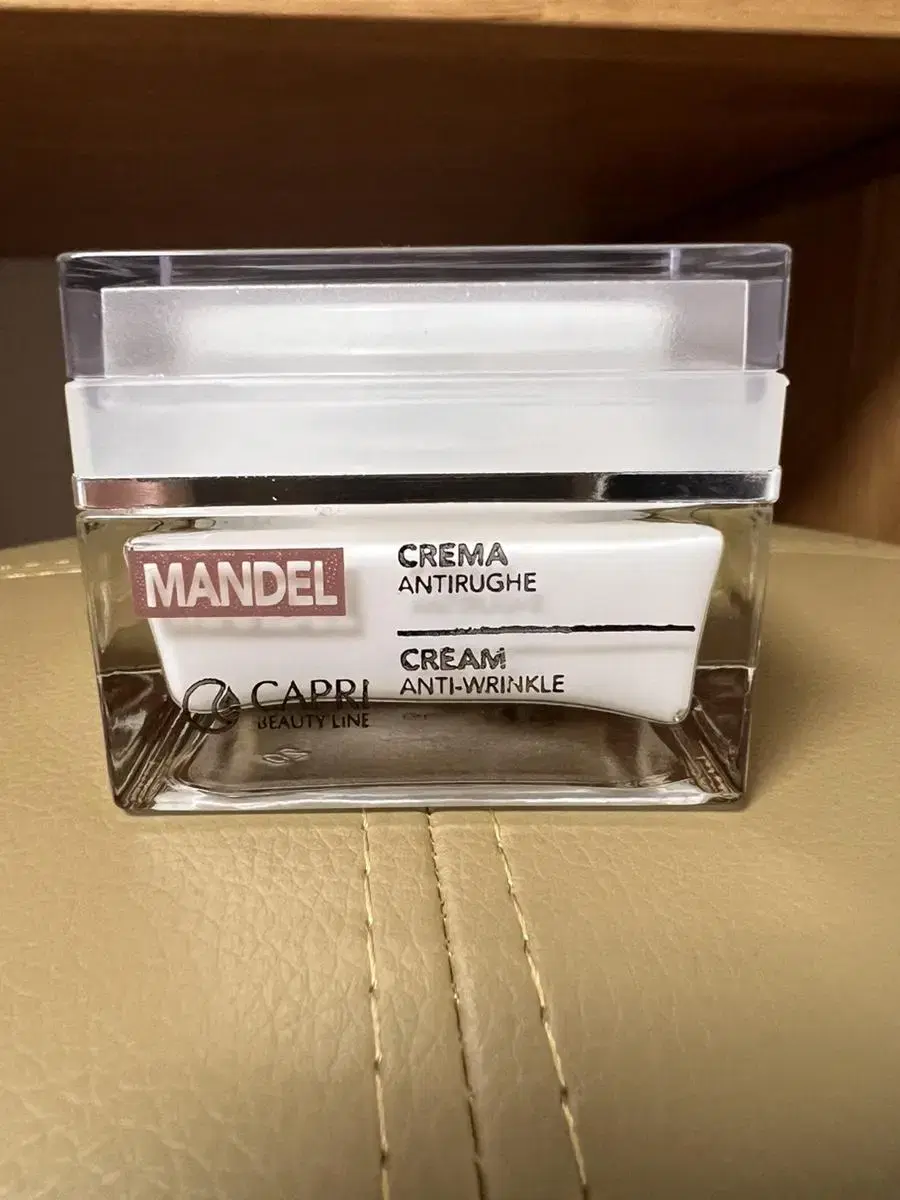 MANDEL
CAPRI
BEAUTY LINE
CREMA
ANTIRUGHE
CREAM
ANTI-WRINKLE